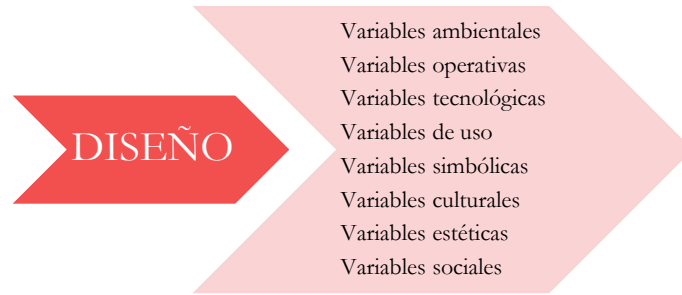 DISEÑO
Variables ambientales
Variables operativas
Variables tecnológicas
Variables de uso
Variables simbólicas
Variables culturales
Variables estéticas
Variables sociales